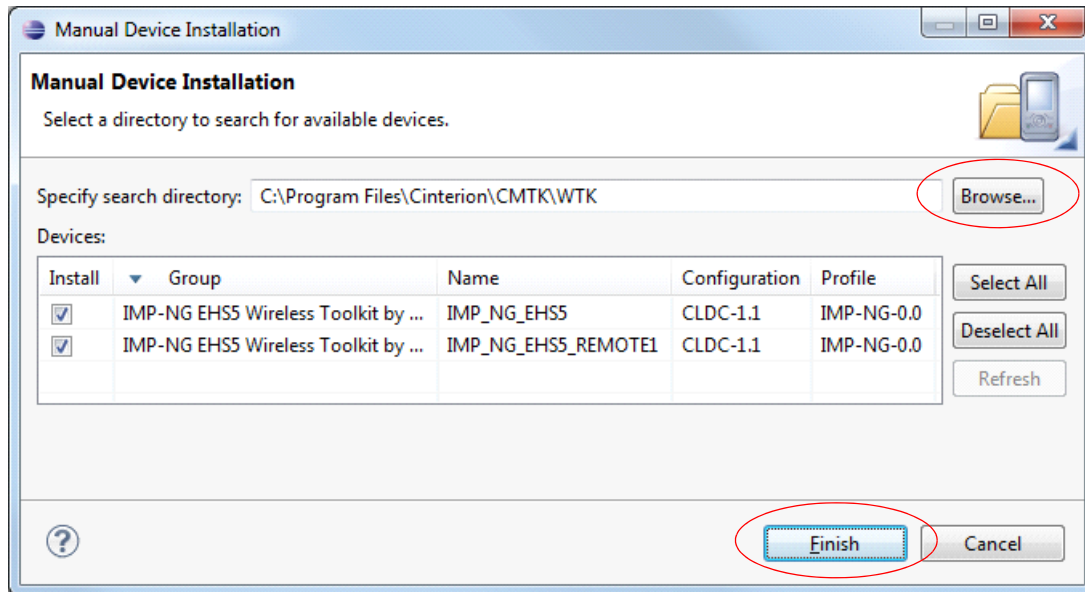 Manual Device Installation
Manual Device Installation
Select a directory to search for available devices.
Specify search directory: C:\Program Files\Cinterion\CMTK\WTK Browse...
Devices:
Install Group Name Configuration Profile Select All
IMP-NG EHS5 Wireless Toolkit by ... IMP_NG_EHS5 CLDC-1.1 IMP-NG-0.0
IMP-NG EHS5 Wireless Toolkit by ... IMP_NG_EHS5_REMOTE1 CLDC-1.1 IMP-NG-0.0
Deselect All
Refresh
? Finish Cancel